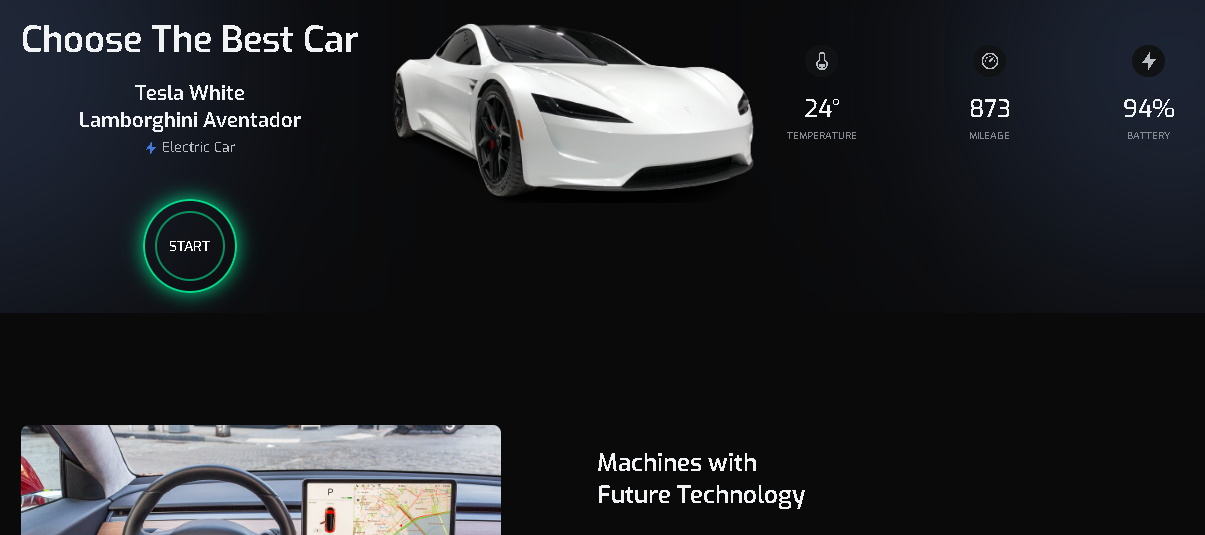 Choose The Best Car
Tesla White
Lamborghini Aventador
Electric Car
START
24°
TEMPERATURE
873
MILEAGE
94%
BATTERY
Machines with
Future Technology
P